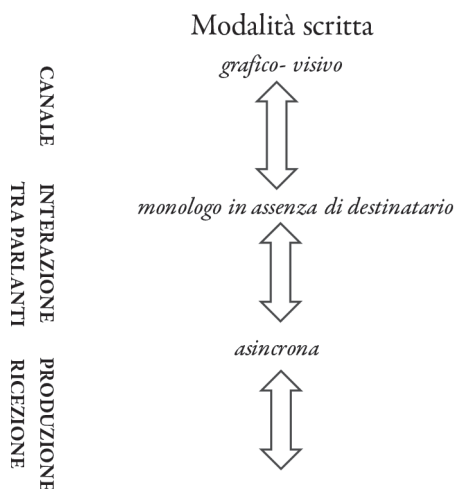 Modalità scritta
grafico- visivo
CANALE
monologo in assenza di destinatario
INTERAZIONE
TRA PARLANTI
asincrona
PRODUZIONE
RICEZIONE